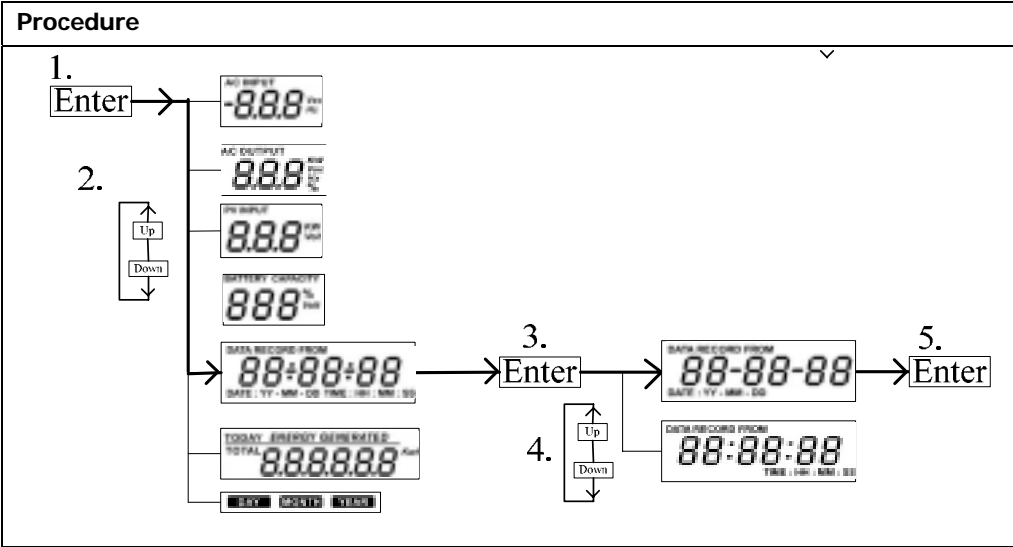 Procedure
1.
Enter
AC INPUT
-8.8.8
AC OUTPUT
8.8.8
2.
Up
Down
PV INPUT
8.8.8
BATTERY CAPACITY
888 %
DATA RECORD FROM
88:88:88
DATE : YY - MM - DD TIME : HH : MM : SS
3.
Enter
DATA RECORD FROM
88-88-88
DATE : YY - MM - DD
5.
Enter
4.
Up
Down
DATA RECORD FROM
88:88:88
TIME : HH : MM : SS
TODAY ENERGY GENERATED
TOTAL 8.8.8.8.8.8
DAY MONTH YEAR